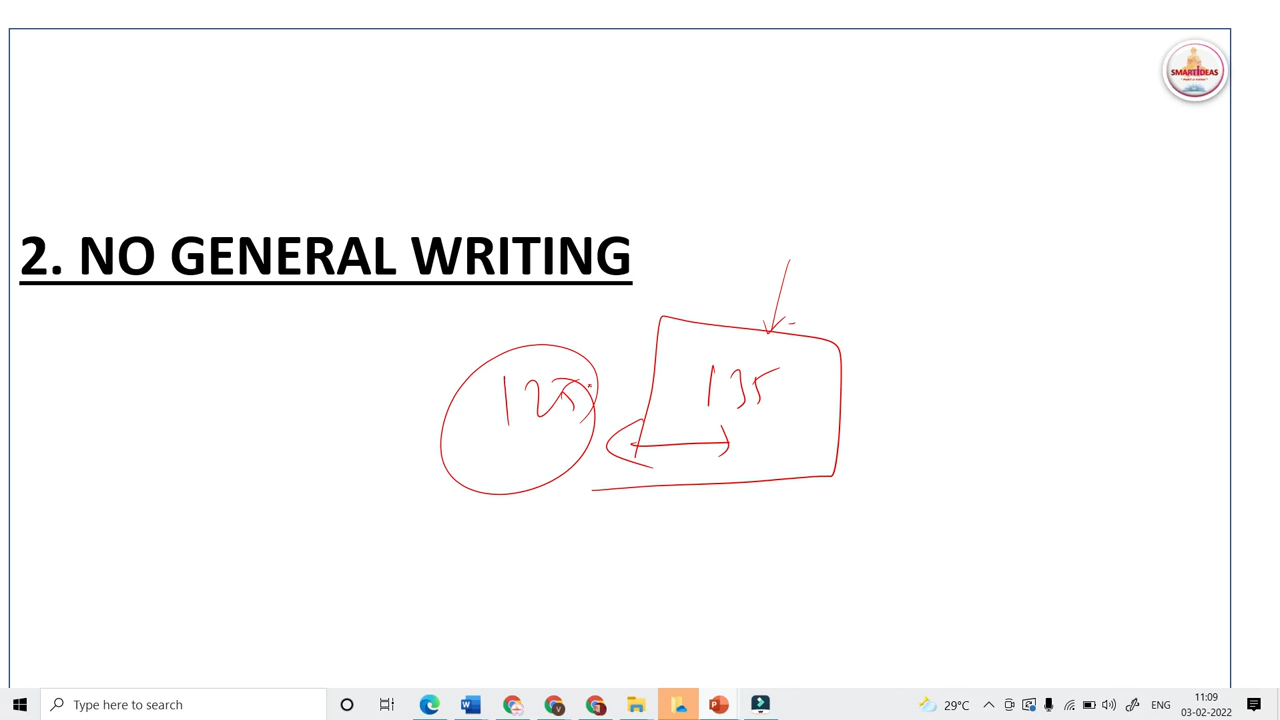 SMARTIDEAS
2. NO GENERAL WRITING
125
135
Type here to search
29°C
ENG
11:09
03-02-2022